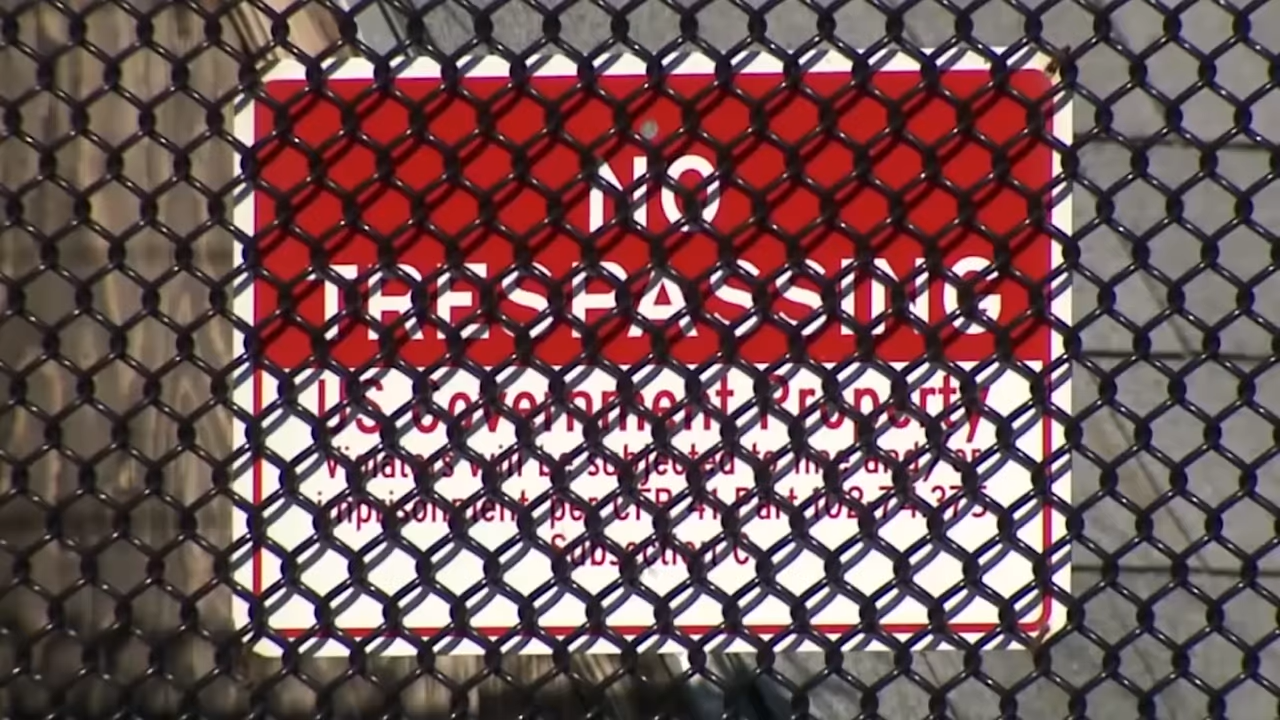 NO
TRESPASSING
US Government Property
Violators will be subjected to fine and/or
imprisonment per CFR 41 Part 102-74.375
Subsection C